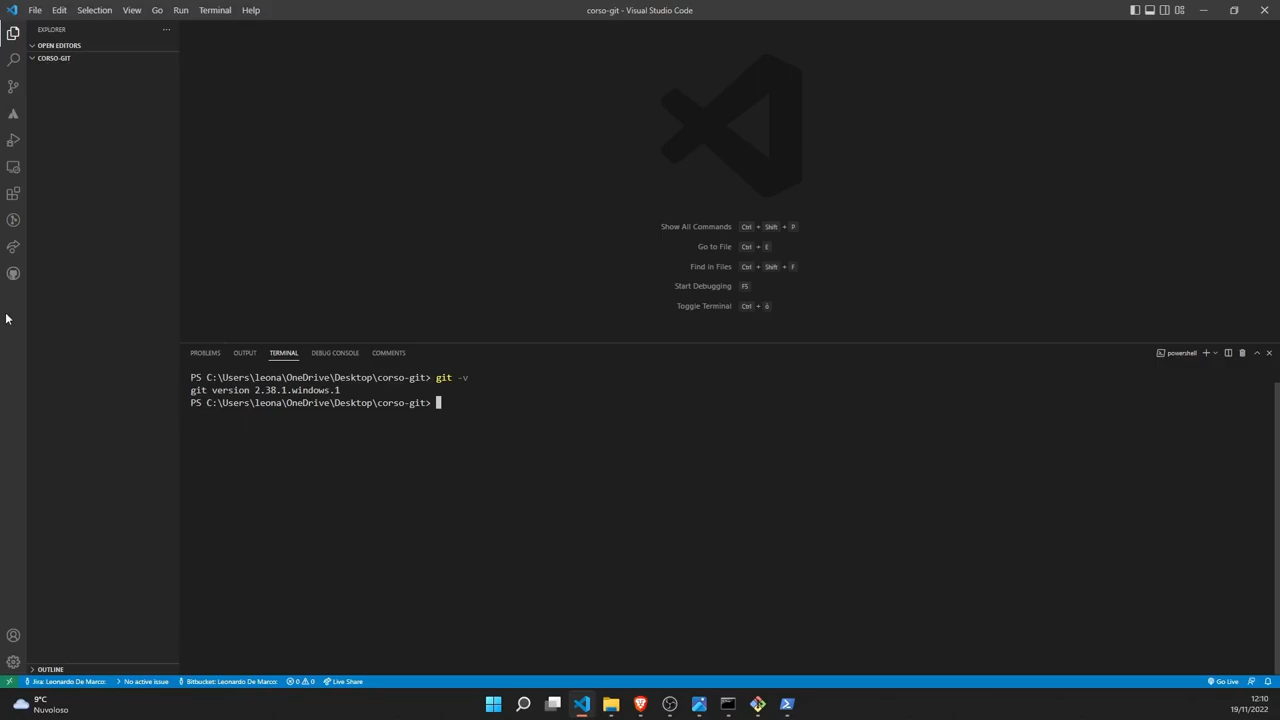 File Edit Selection View Go Run Terminal Help
corso-git - Visual Studio Code
EXPLORER
OPEN EDITORS
CORSO-GIT
Show All Commands Ctrl + Shift + P
Go to File Ctrl + E
Find in Files Ctrl + Shift + F
Start Debugging F5
Toggle Terminal Ctrl + ò
PROBLEMS OUTPUT TERMINAL DEBUG CONSOLE COMMENTS
powershell
PS C:\Users\leona\OneDrive\Desktop\corso-git> git -v
git version 2.38.1.windows.1
PS C:\Users\leona\OneDrive\Desktop\corso-git>
OUTLINE
Jira: Leonardo De Marco: No active issue Bitbucket: Leonardo De Marco: 0 0 Live Share Go Live
9°C
Nuvoloso
12:10
19/11/2022